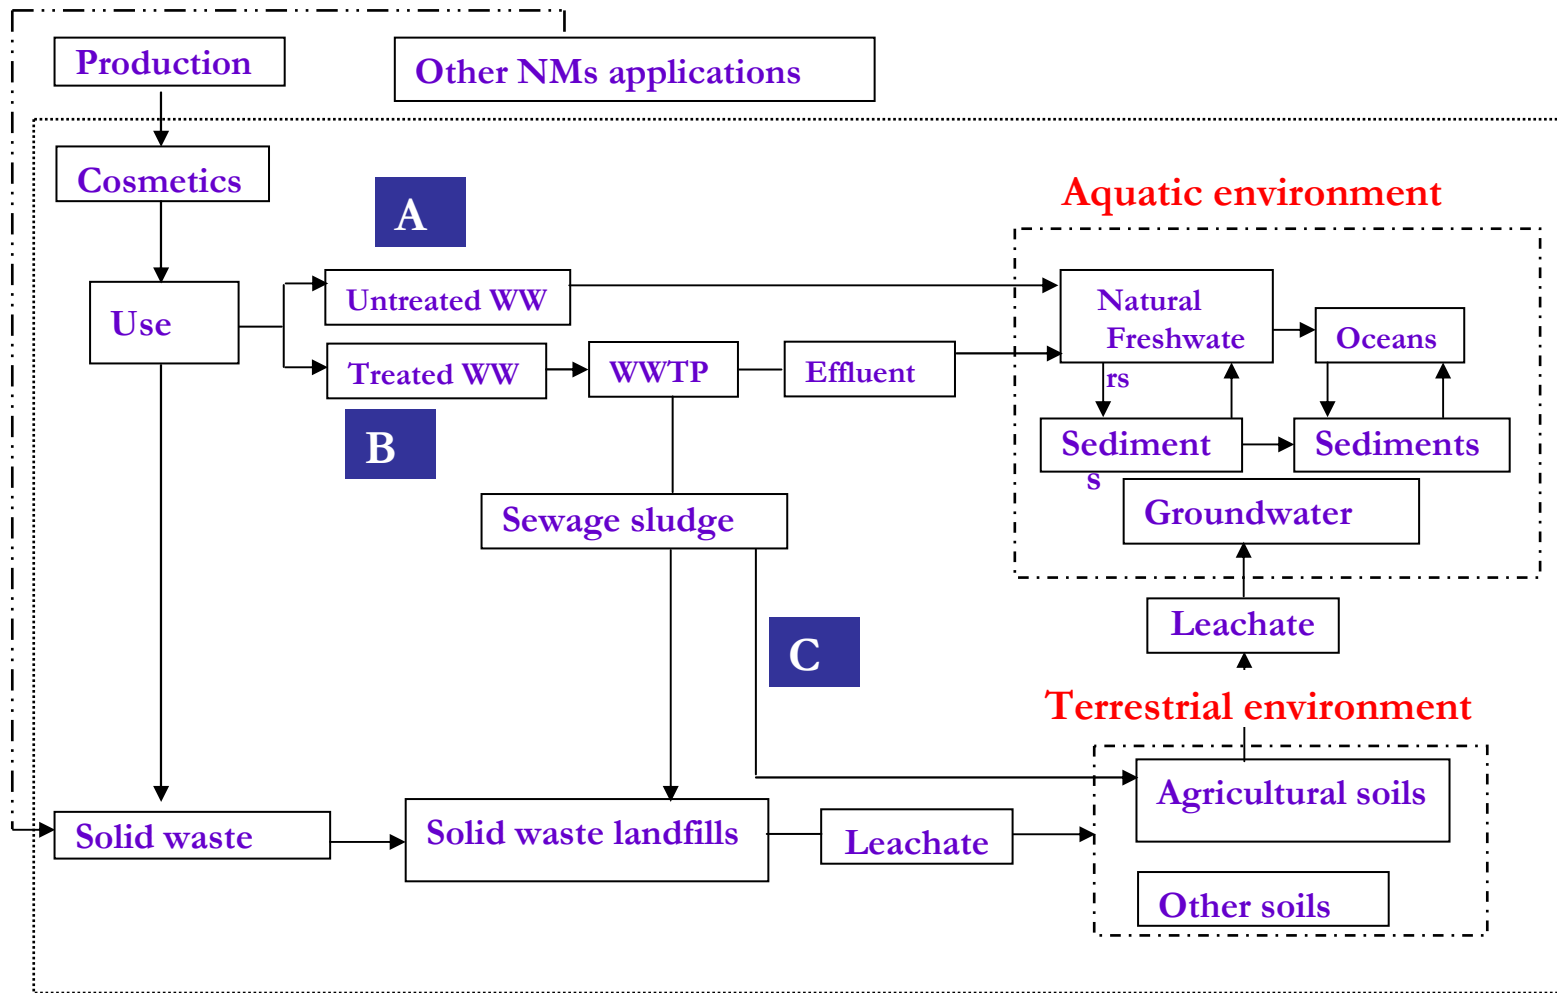 Production
Other NMs applications
Cosmetics
A
Aquatic environment
Use
Untreated WW
Natural
Freshwate
rs
Oceans
Treated WW
WWTP
Effluent
B
Sediment
s
Sediments
Sewage sludge
Groundwater
Leachate
C
Terrestrial environment
Agricultural soils
Solid waste
Solid waste landfills
Leachate
Other soils